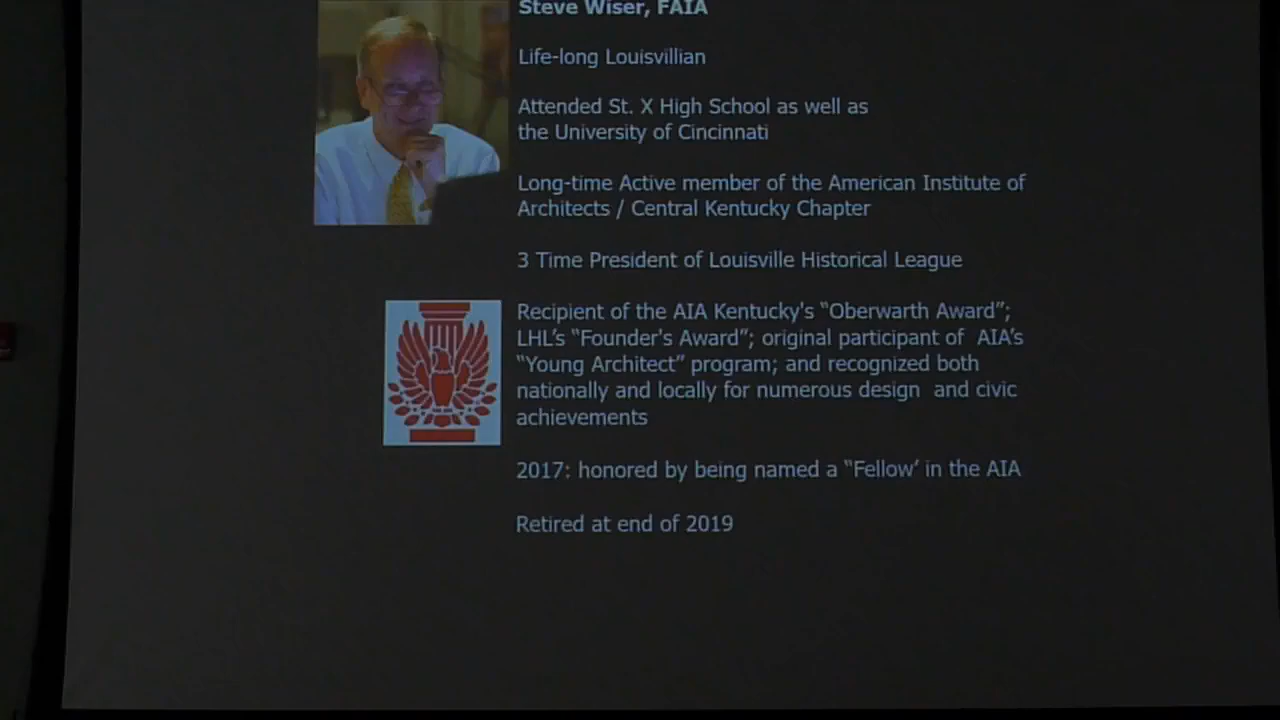 Steve Wiser, FAIA
Life-long Louisvillian
Attended St. X High School as well as
the University of Cincinnati
Long-time Active member of the American Institute of
Architects / Central Kentucky Chapter
3 Time President of Louisville Historical League
Recipient of the AIA Kentucky's “Oberwarth Award”;
LHL’s “Founder's Award”; original participant of  AIA’s
“Young Architect” program; and recognized both
nationally and locally for numerous design  and civic
achievements
2017: honored by being named a “Fellow’ in the AIA
Retired at end of 2019